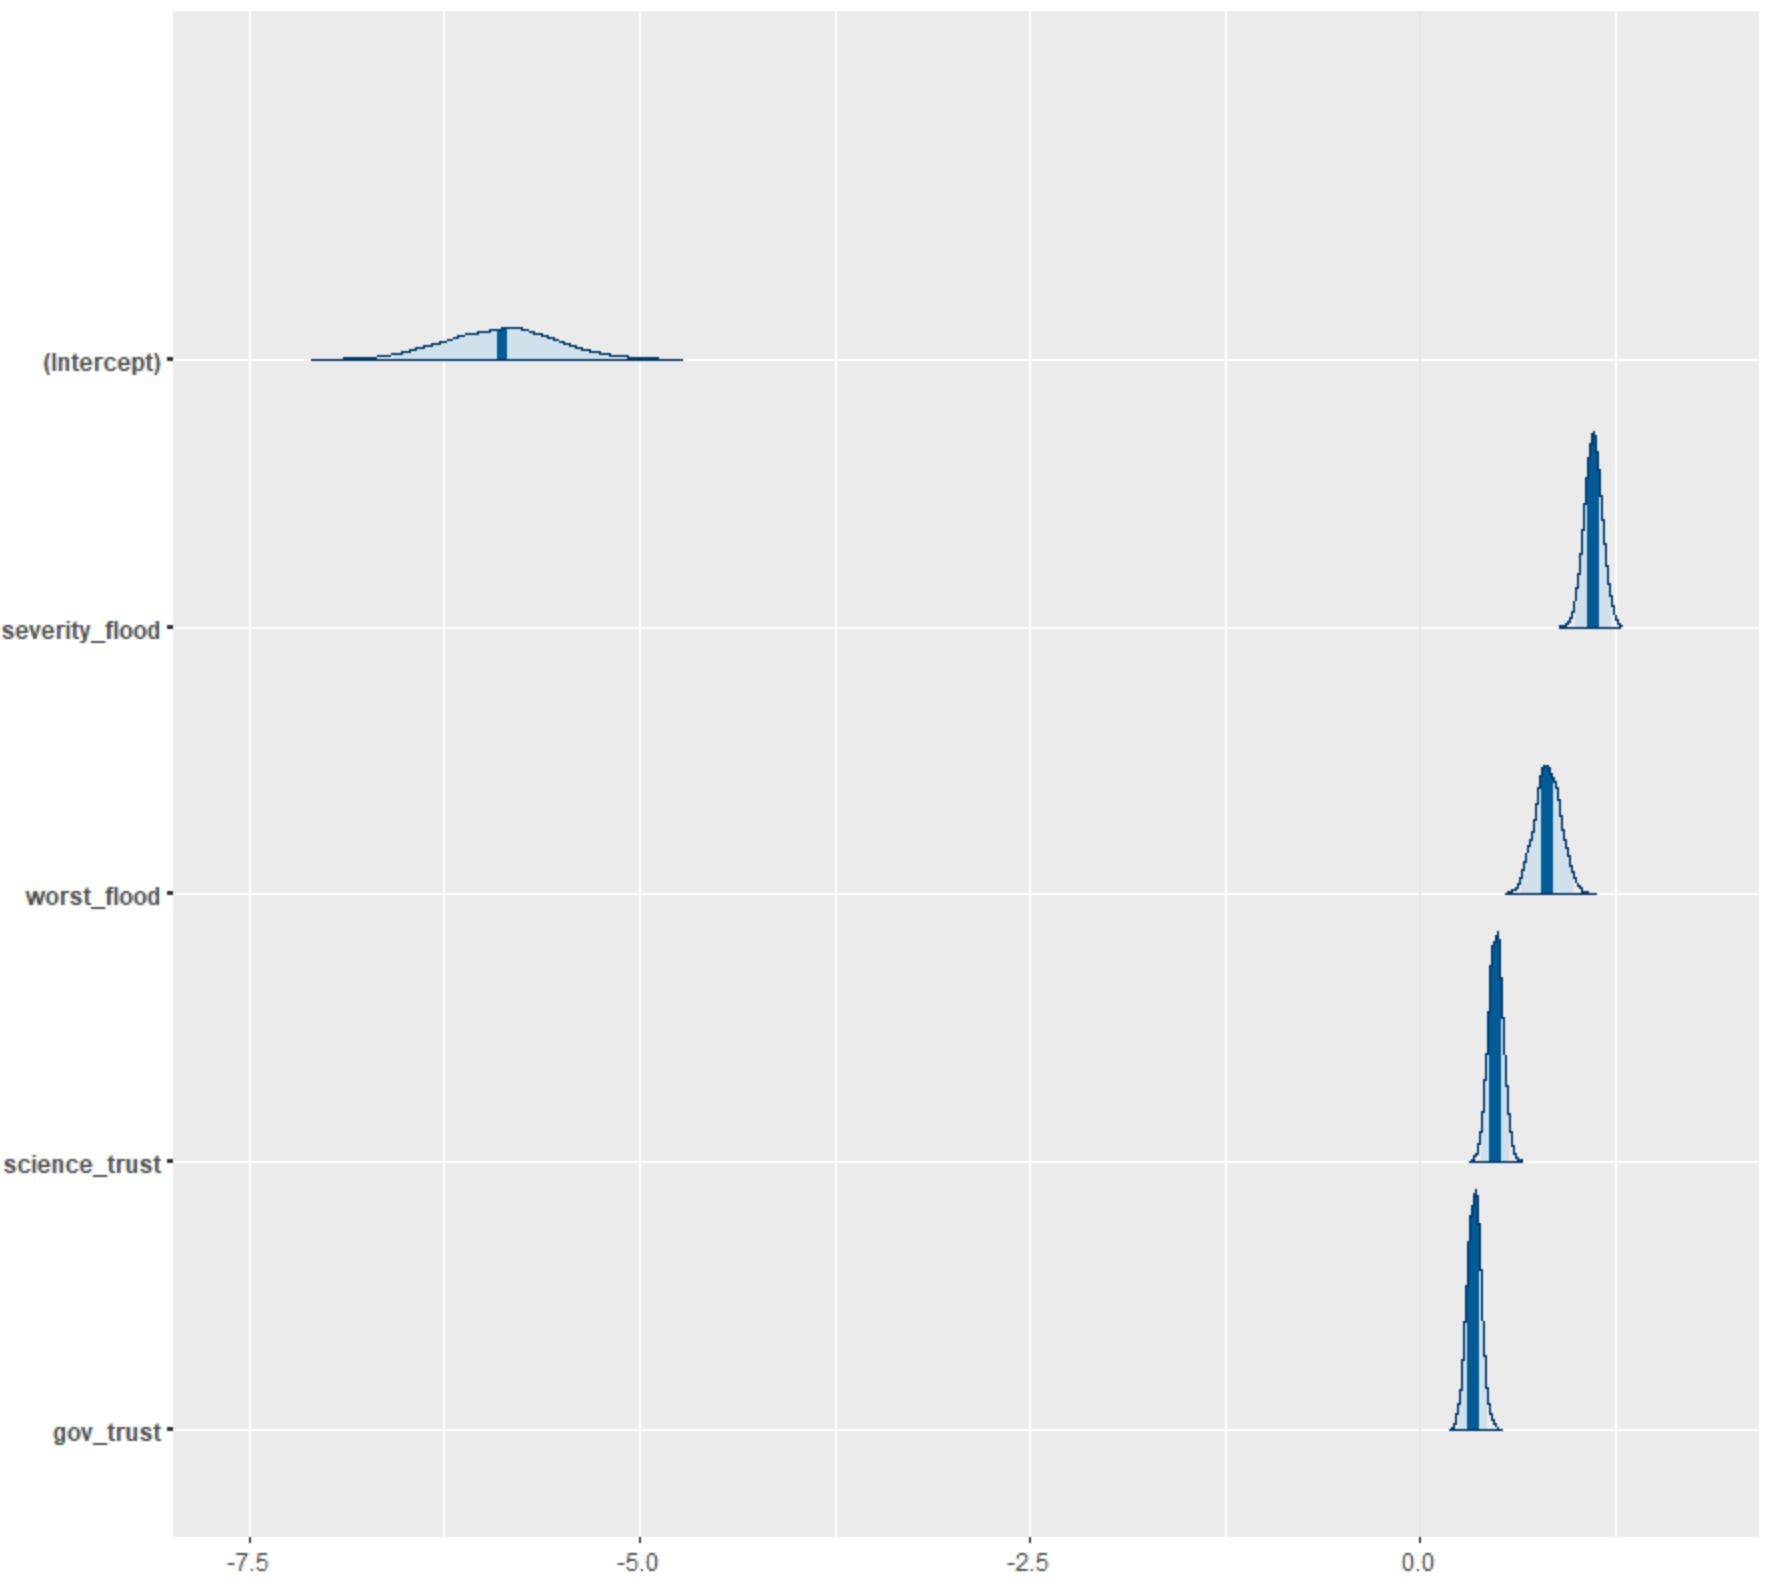 (Intercept)
severity_flood
worst_flood
science_trust
gov_trust
-7.5 -5.0 -2.5 0.0